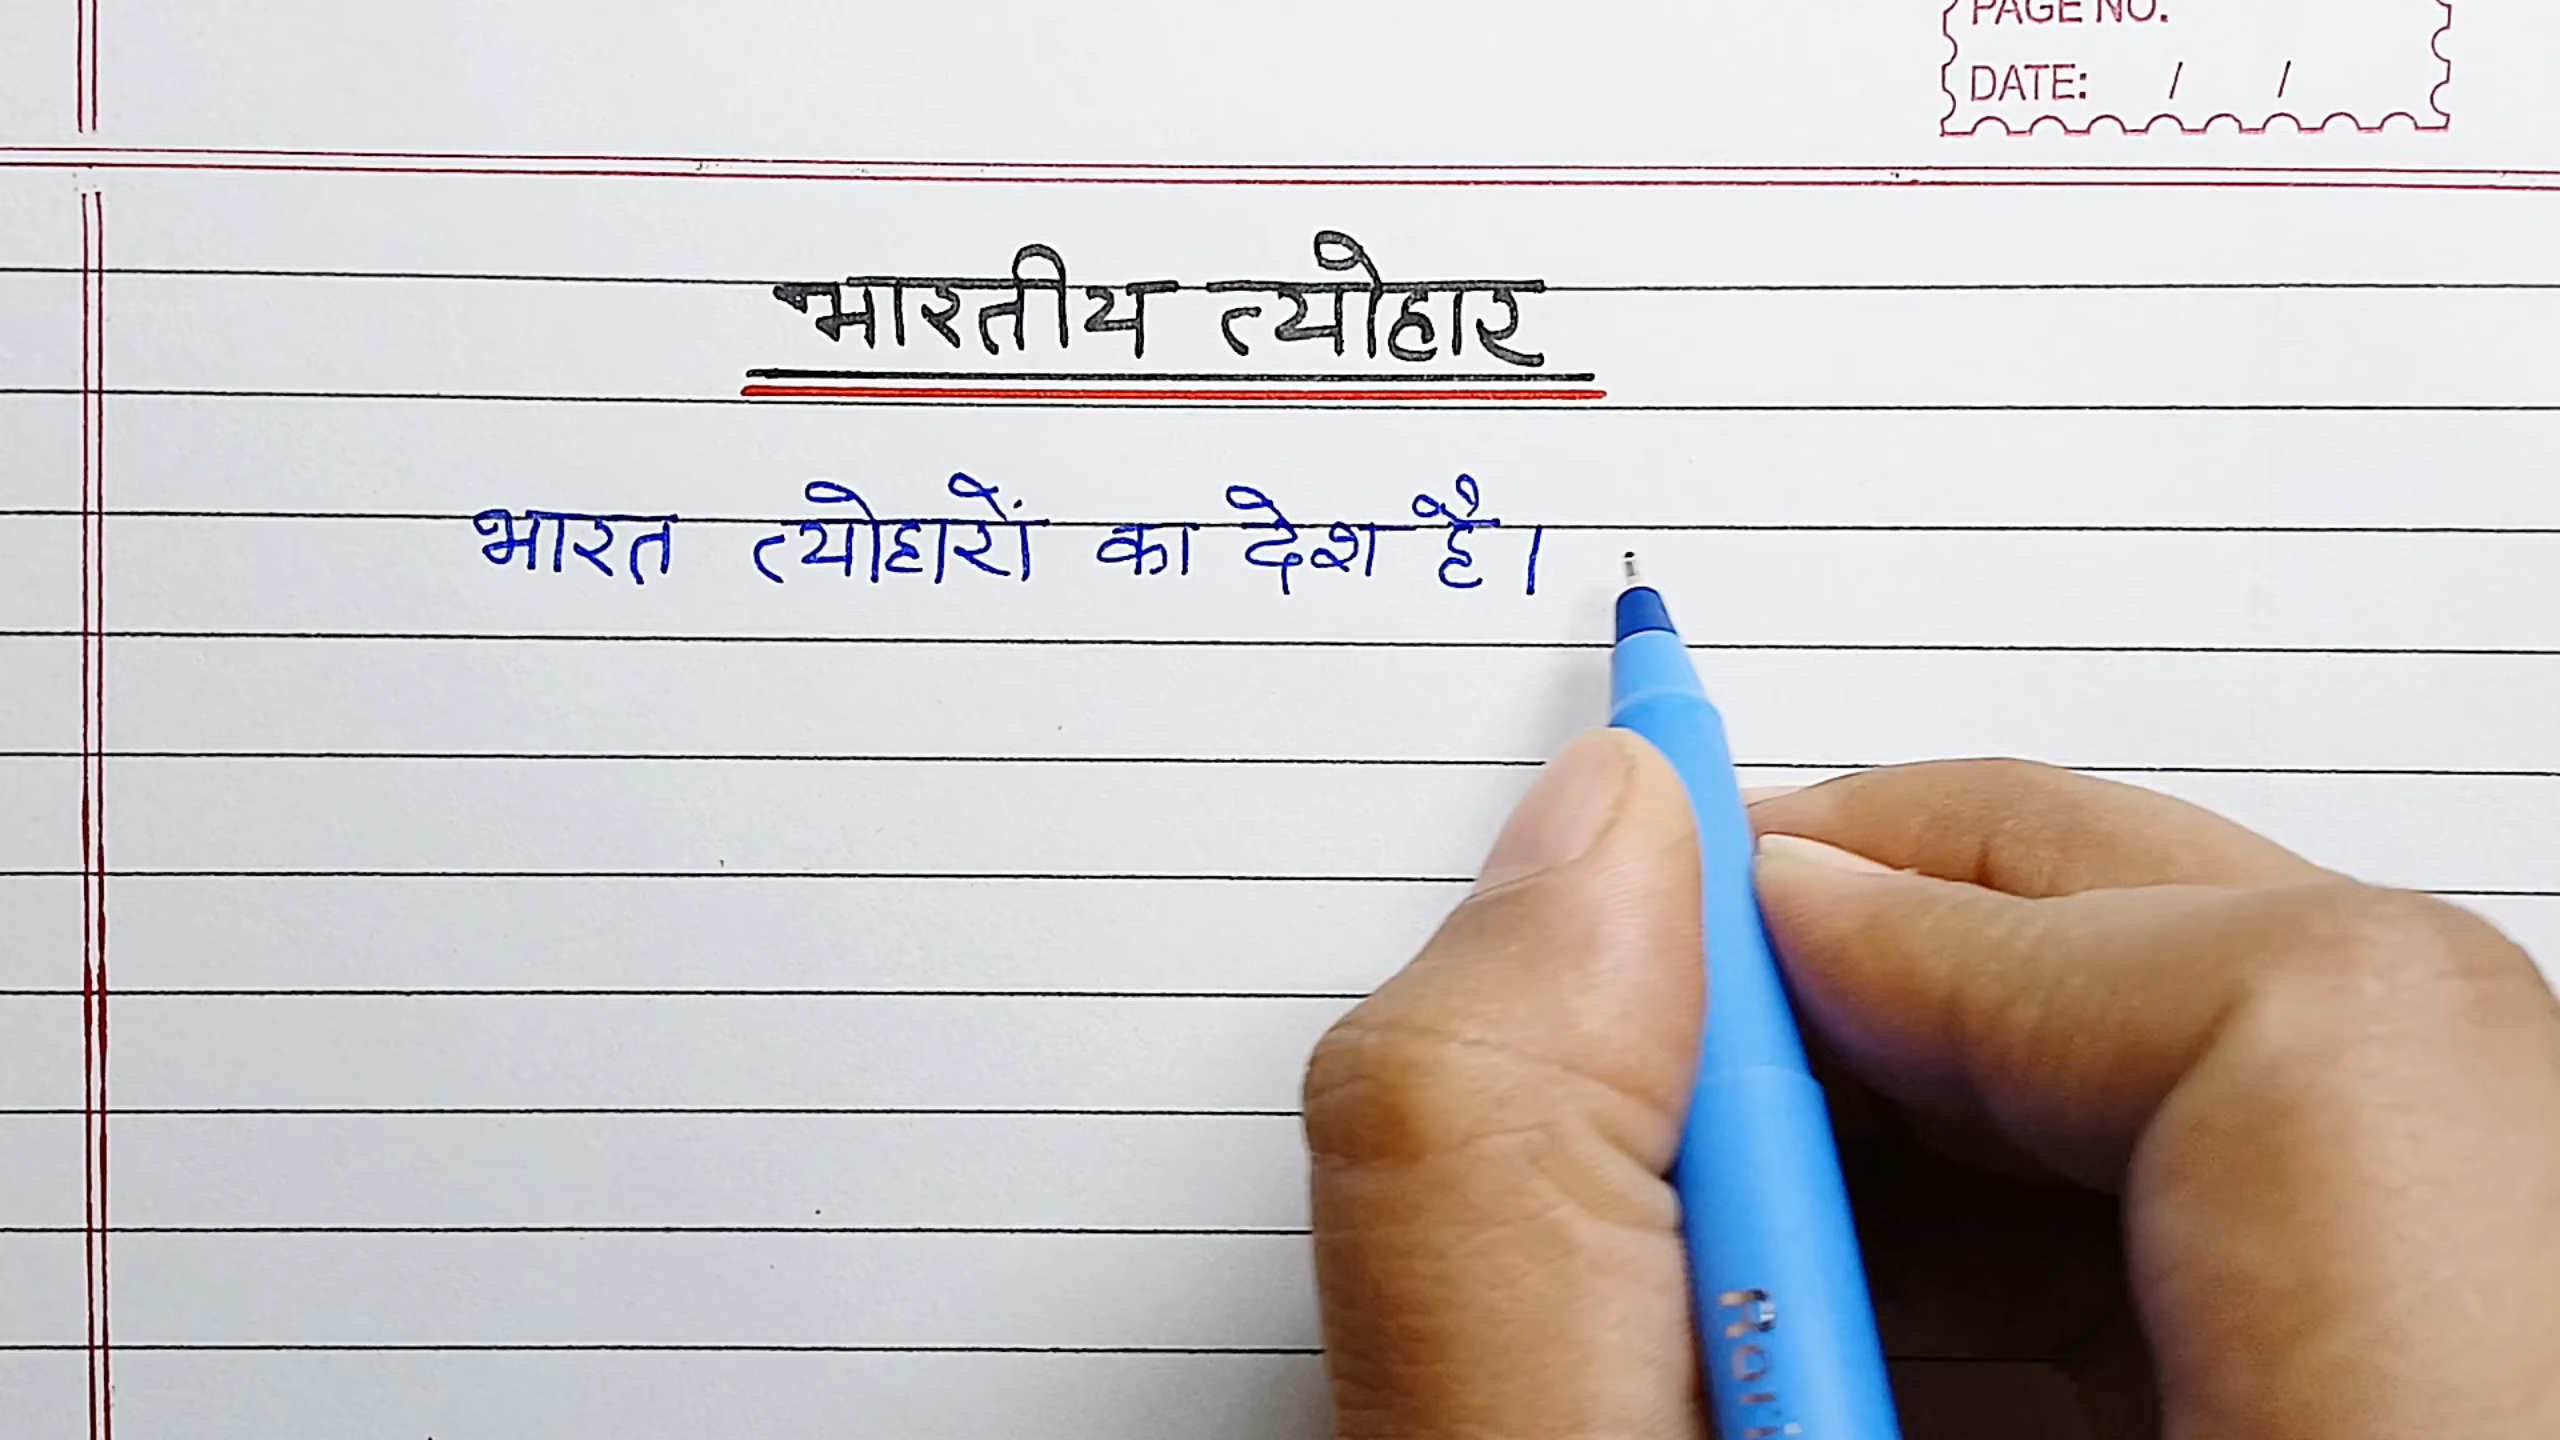 PAGE NO.
DATE: / /
भारतीय त्योहार
भारत त्योहारों का देश है।